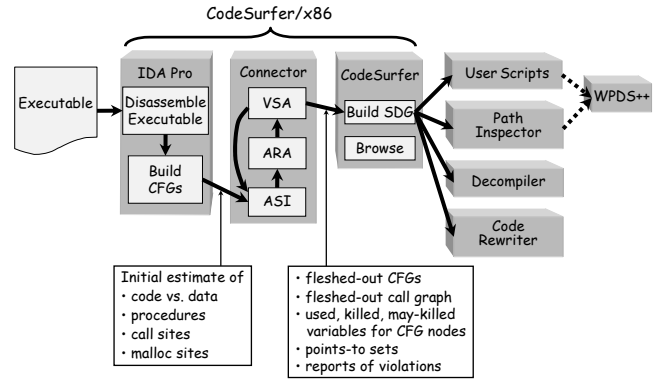 CodeSurfer/x86
IDA Pro
Connector
CodeSurfer
User Scripts
Executable
Disassemble
Executable
VSA
Build SDG
WPDS++
Path
Inspector
ARA
Browse
Build
CFGs
ASI
Decompiler
Code
Rewriter
Initial estimate of
• code vs. data
• procedures
• call sites
• malloc sites
• fleshed-out CFGs
• fleshed-out call graph
• used, killed, may-killed
variables for CFG nodes
• points-to sets
• reports of violations